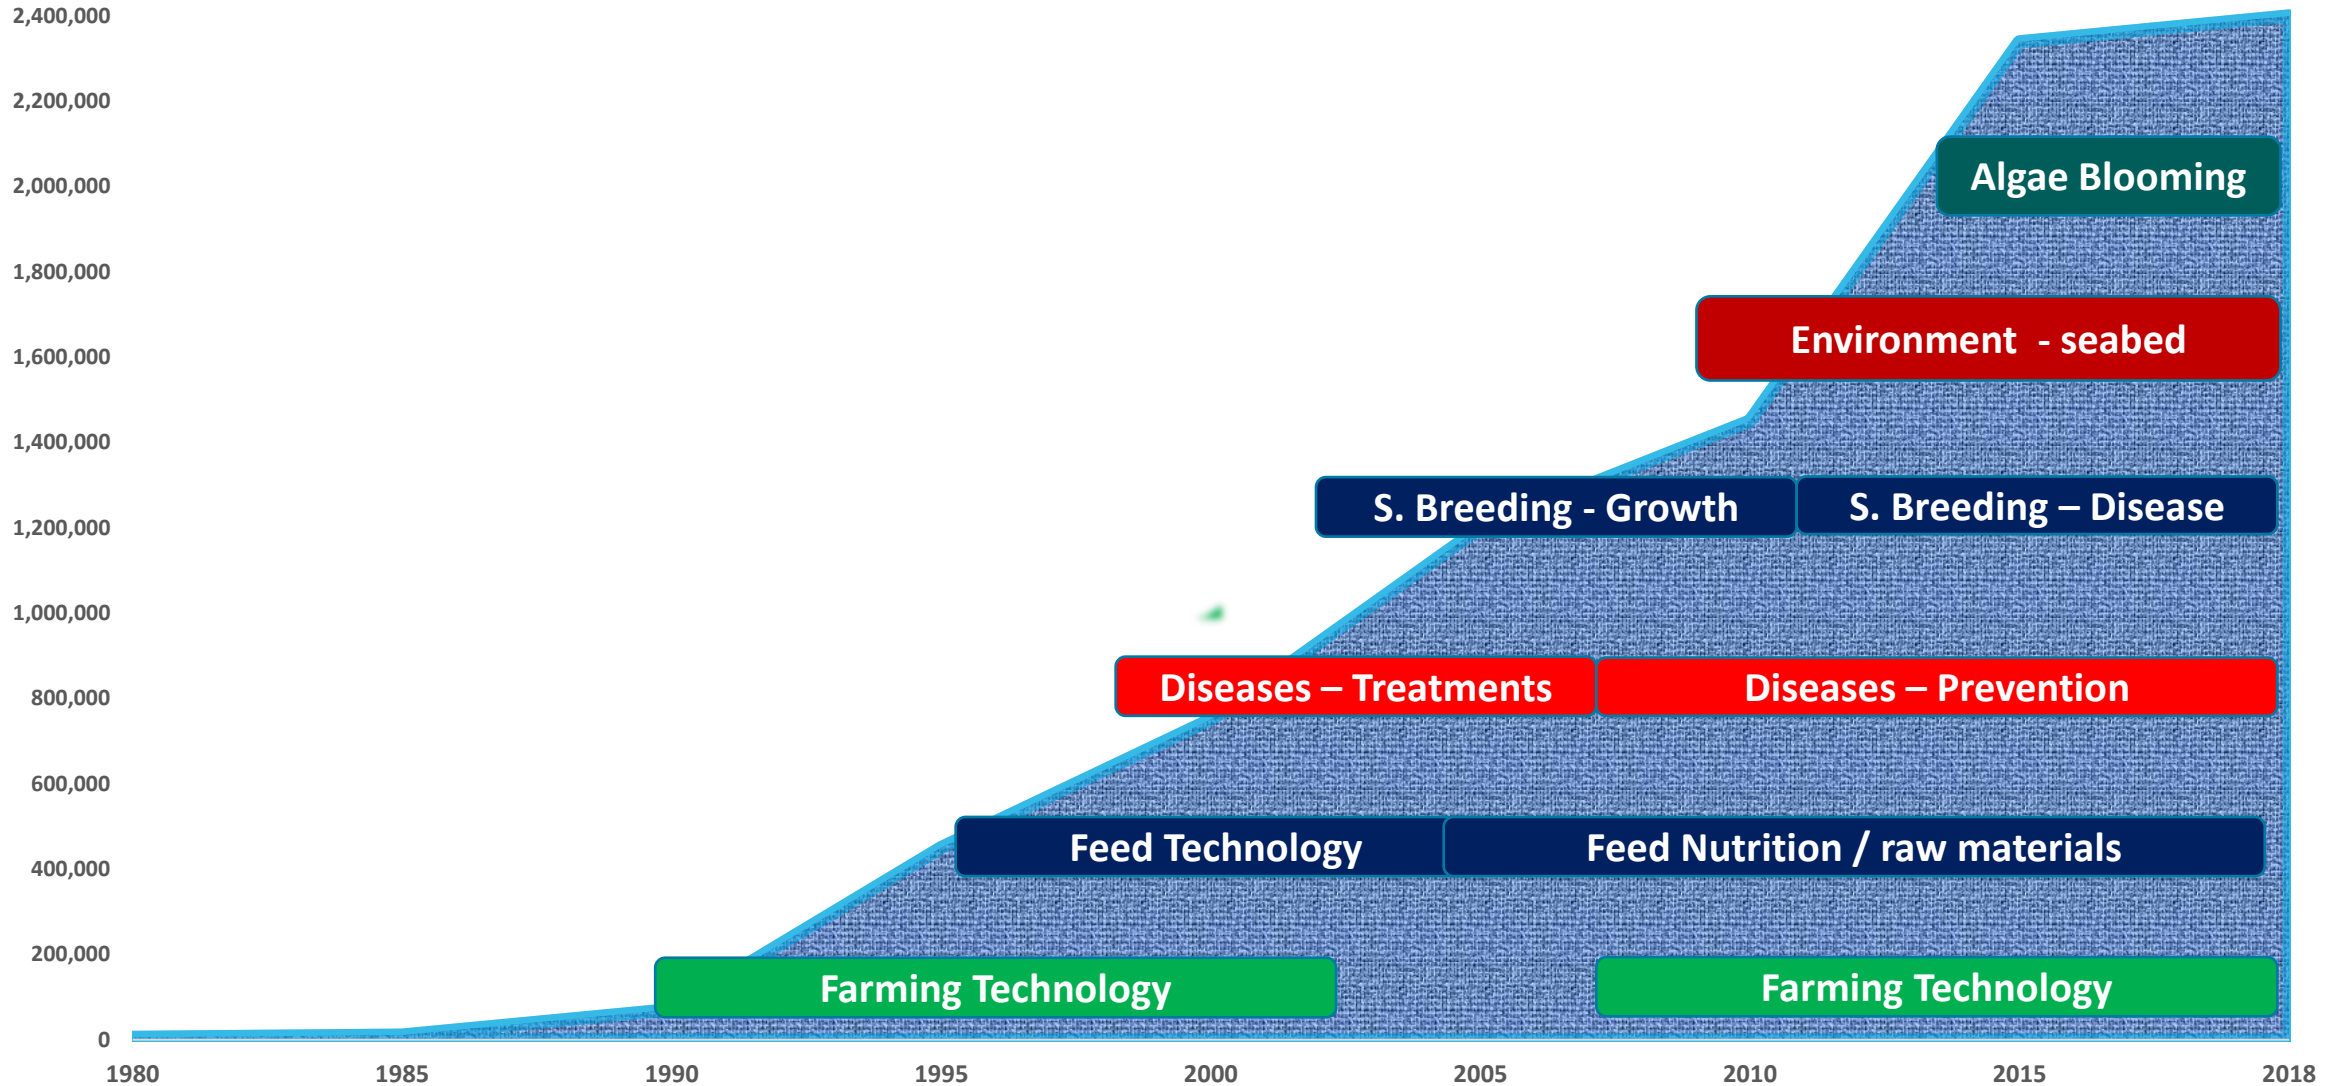 2,400,000
2,200,000
2,000,000
Algae Blooming
1,800,000
1,600,000
Environment  - seabed
1,400,000
1,200,000
S. Breeding - Growth
S. Breeding – Disease
1,000,000
800,000
Diseases – Treatments
Diseases – Prevention
600,000
400,000
Feed Technology
Feed Nutrition / raw materials
200,000
Farming Technology
Farming Technology
0
1980 1985 1990 1995 2000 2005 2010 2015 2018